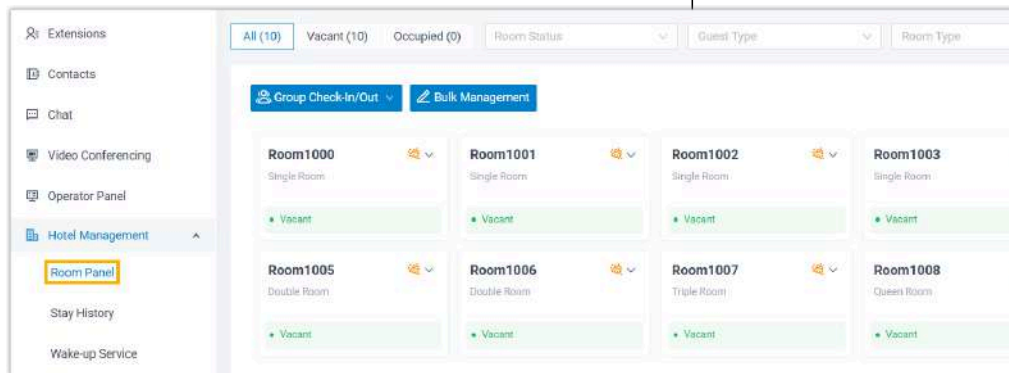 Extensions
Contacts
Chat
Video Conferencing
Operator Panel
Hotel Management
Room Panel
Stay History
Wake-up Service
All (10) Vacant (10) Occupied (0) Room Status Guest Type Room Type
Group Check-In/Out Bulk Management
Room1000 Room1001 Room1002 Room1003
Single Room Single Room Single Room Single Room
Vacant Vacant Vacant Vacant
Room1005 Room1006 Room1007 Room1008
Double Room Double Room Triple Room Queen Room
Vacant Vacant Vacant Vacant